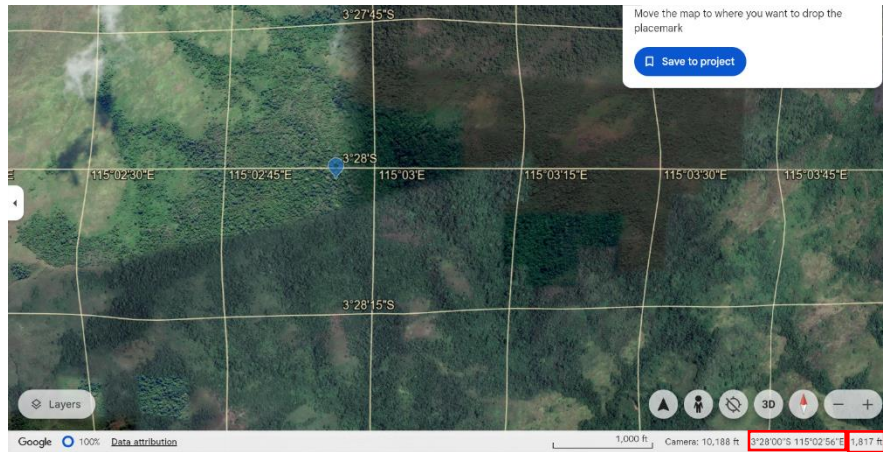 3°27'45"S
Move the map to where you want to drop the
placemark
Save to project
3°28'S
E
115°02'30"E
115°02'45"E
115°03'E
115°03'15"E
115°03'30"E
115°03'45"E
3°28'15"S
Layers
3D
Google
100%
Data attribution
1,000 ft
Camera: 10,188 ft
3°28'00"S 115°02'56"E
1,817 ft